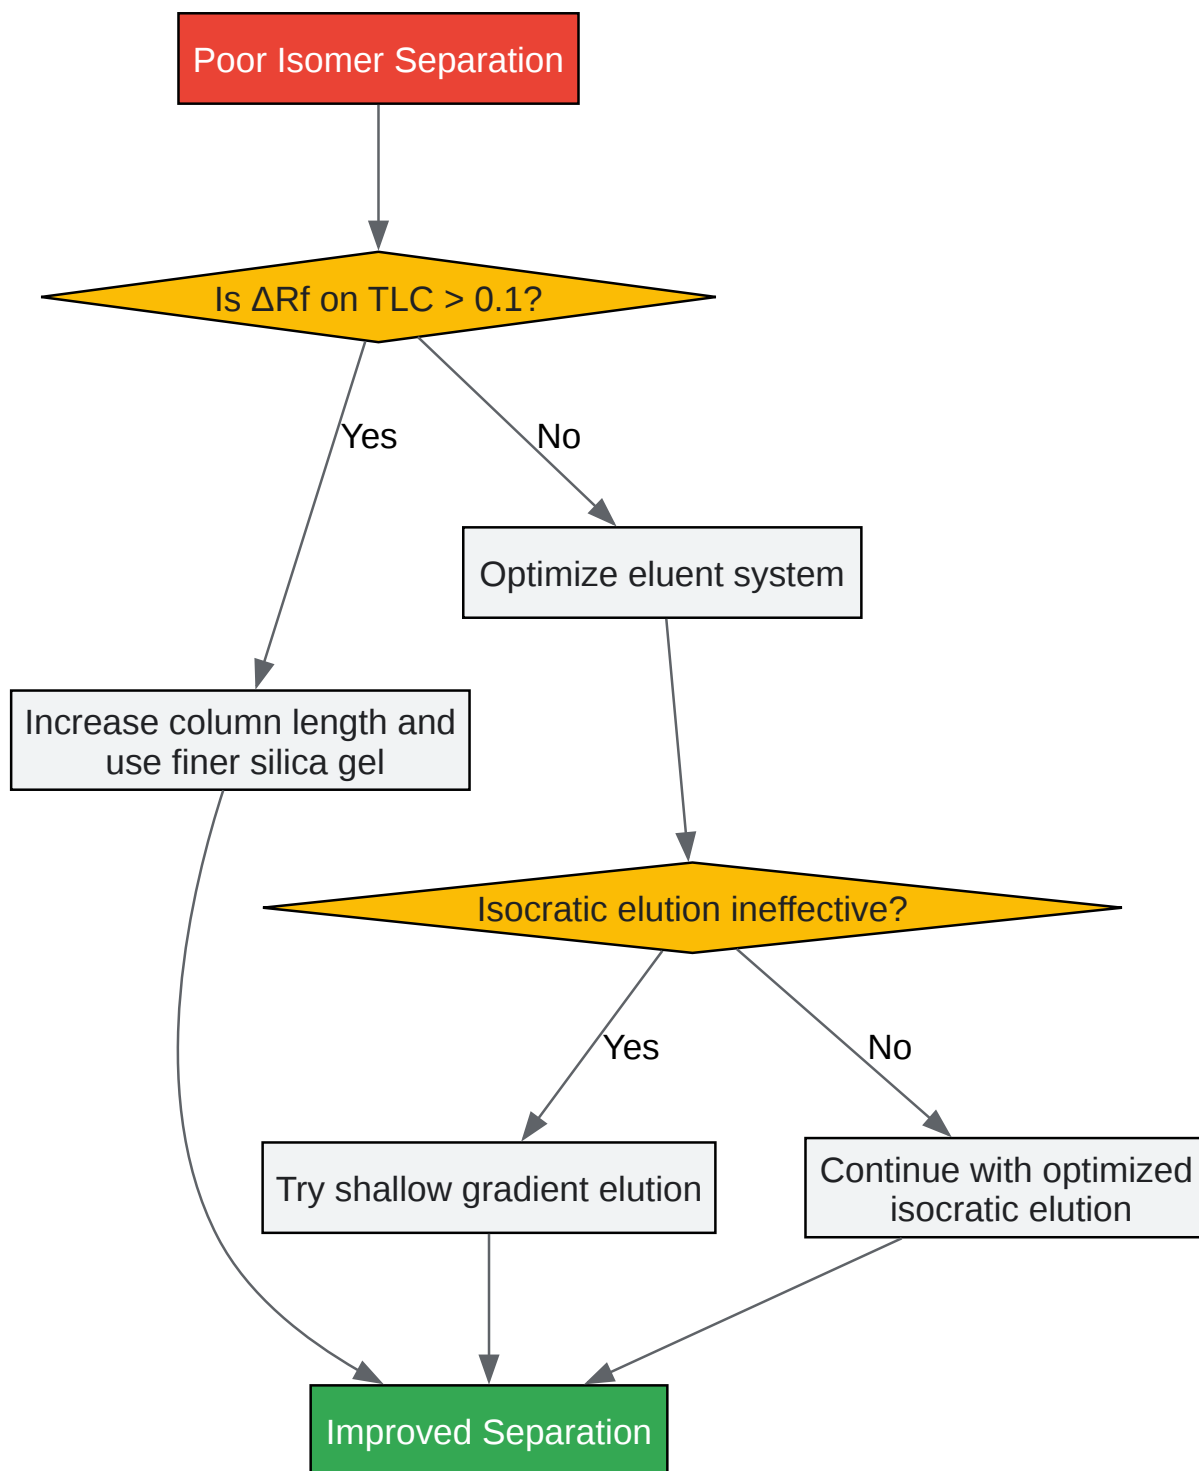 Poor Isomer Separation
Is ΔRf on TLC > 0.1?
Yes
No
Optimize eluent system
Increase column length and
use finer silica gel
Isocratic elution ineffective?
Yes
No
Try shallow gradient elution
Continue with optimized
isocratic elution
Improved Separation